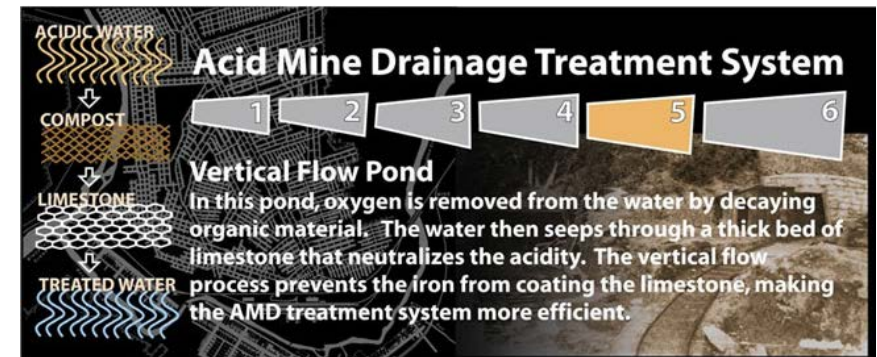 ACIDIC WATER
COMPOST
LIMESTONE
TREATED WATER
Acid Mine Drainage Treatment System
1 2 3 4 5 6
Vertical Flow Pond
In this pond, oxygen is removed from the water by decaying
organic material. The water then seeps through a thick bed of
limestone that neutralizes the acidity. The vertical flow
process prevents the iron from coating the limestone, making
the AMD treatment system more efficient.